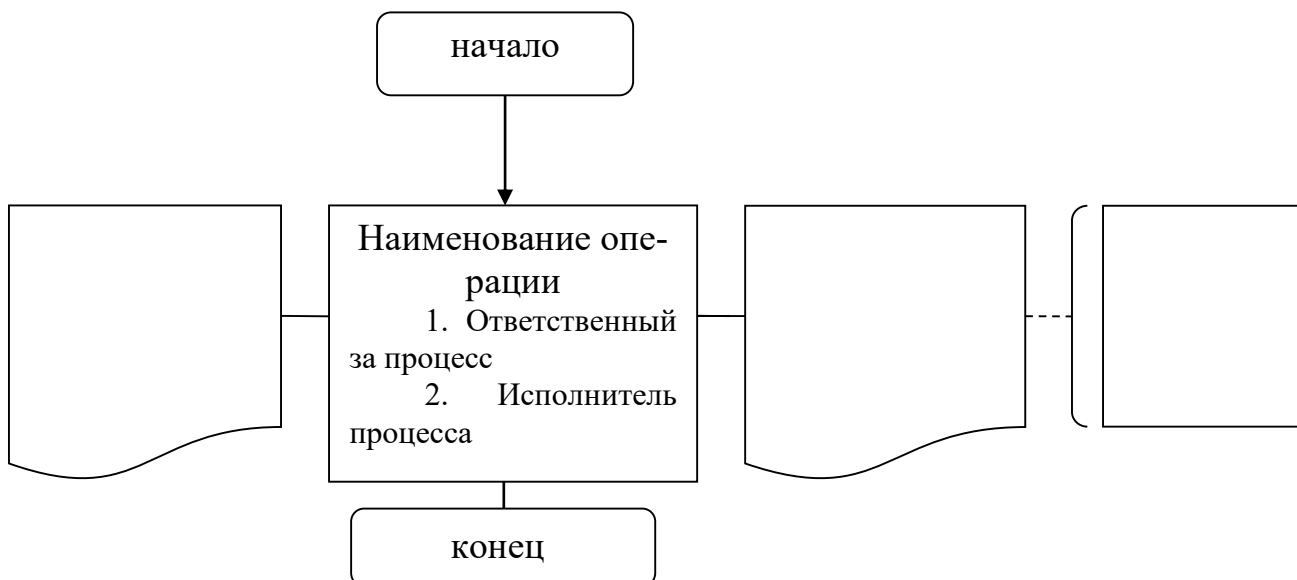 начало
Наименование опе-
рации
1. Ответственный
за процесс
2. Исполнитель
процесса
конец